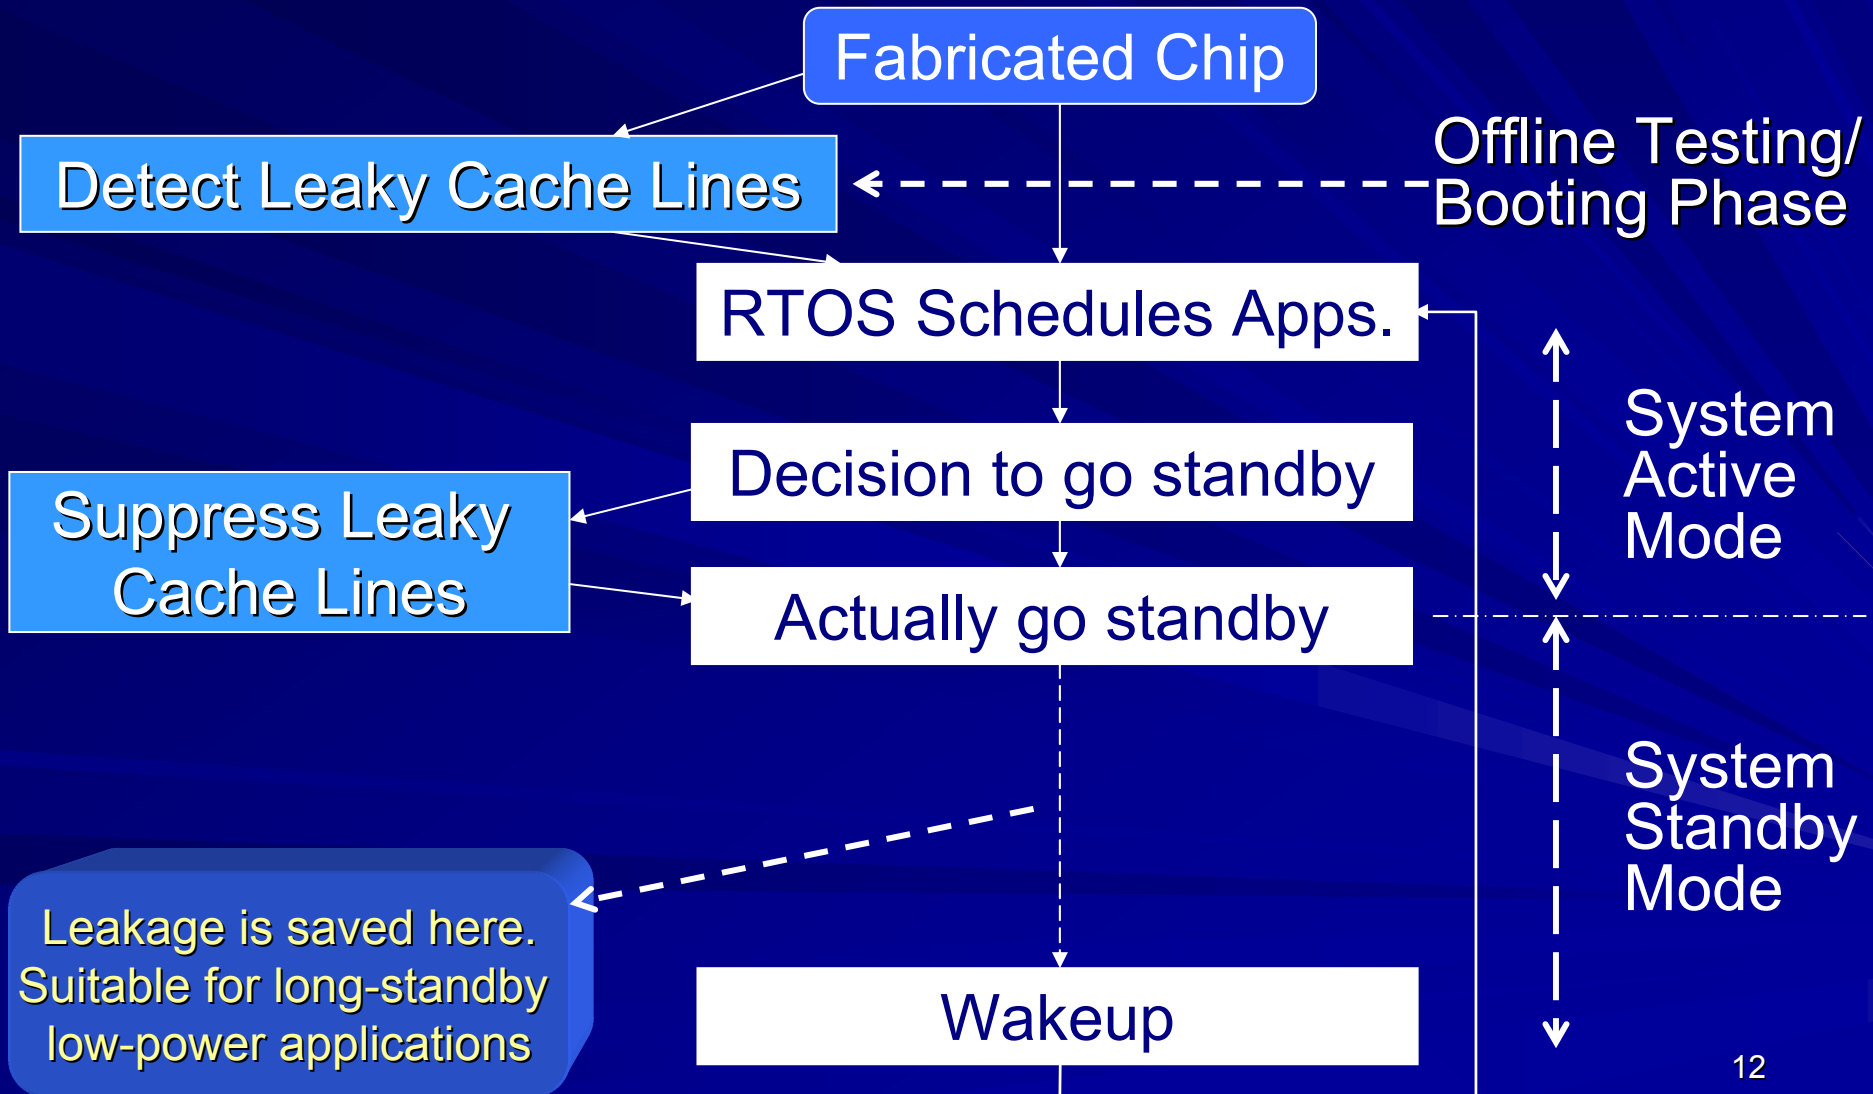 Fabricated Chip
Detect Leaky Cache Lines
Offline Testing/
Booting Phase
RTOS Schedules Apps.
Decision to go standby
System
Active
Mode
Suppress Leaky
Cache Lines
Actually go standby
System
Standby
Mode
Leakage is saved here.
Suitable for long-standby
low-power applications
Wakeup
12